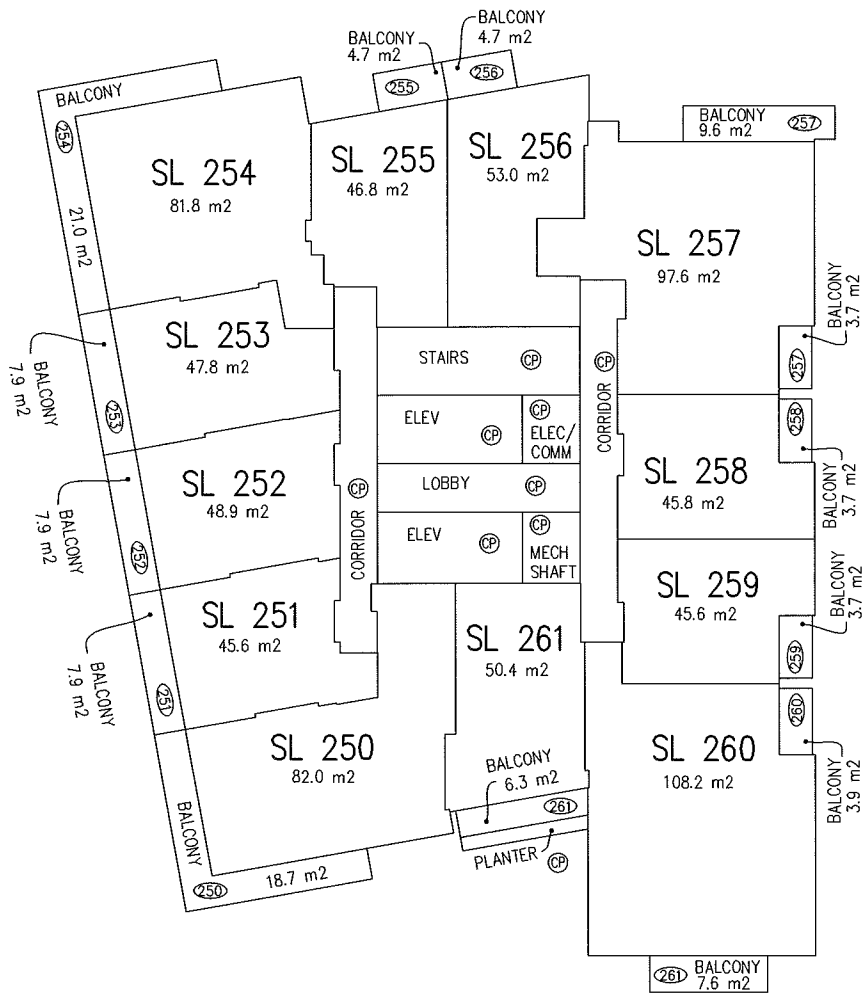 BALCONY
4.7 m2
BALCONY
4.7 m2
255
256
BALCONY
254
21.0 m2
SL 254
81.8 m2
SL 255
46.8 m2
SL 256
53.0 m2
BALCONY
9.6 m2
257
SL 257
97.6 m2
BALCONY
3.7 m2
257
BALCONY
7.9 m2
253
SL 253
47.8 m2
STAIRS
CP
CP
CORRIDOR
ELEV
CP
CP
ELEC/
COMM
258
BALCONY
3.7 m2
SL 258
45.8 m2
BALCONY
7.9 m2
252
SL 252
48.9 m2
CP
CORRIDOR
LOBBY
CP
ELEV
CP
CP
MECH
SHAFT
SL 259
45.6 m2
BALCONY
3.7 m2
259
BALCONY
7.9 m2
251
SL 251
45.6 m2
SL 261
50.4 m2
260
BALCONY
3.9 m2
SL 250
82.0 m2
BALCONY
6.3 m2
261
SL 260
108.2 m2
PLANTER
CP
BALCONY
250
18.7 m2
261
BALCONY
7.6 m2